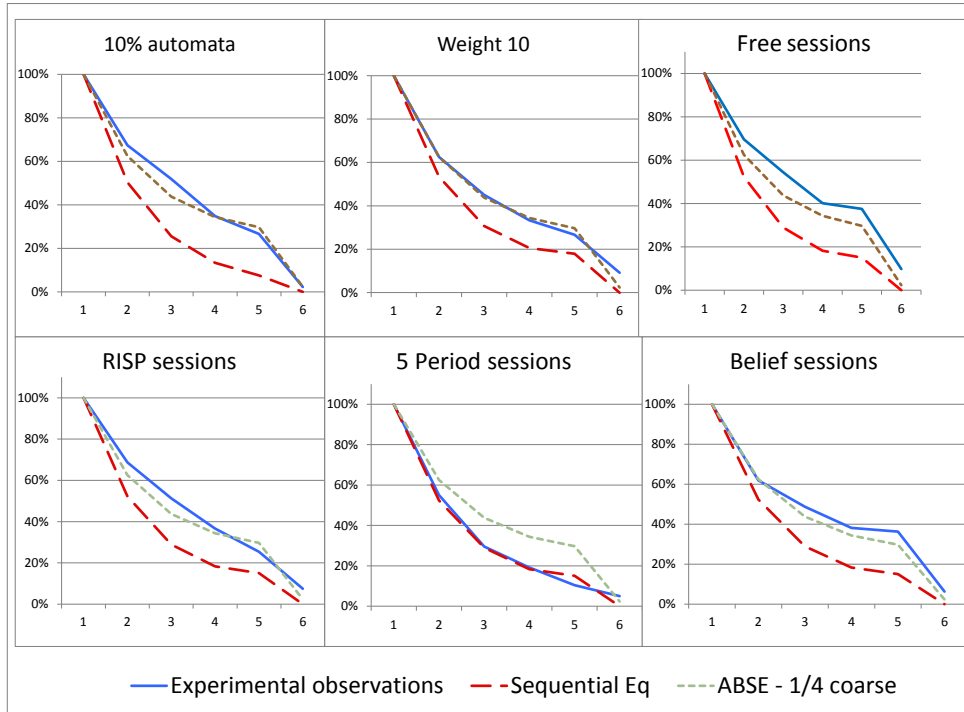 10% automata
Weight 10
Free sessions
100%
80%
60%
40%
20%
0%
1 2 3 4 5 6
100%
80%
60%
40%
20%
0%
1 2 3 4 5 6
100%
80%
60%
40%
20%
0%
1 2 3 4 5 6
RISP sessions
5 Period sessions
Belief sessions
100%
80%
60%
40%
20%
0%
1 2 3 4 5 6
100%
80%
60%
40%
20%
0%
1 2 3 4 5 6
100%
80%
60%
40%
20%
0%
1 2 3 4 5 6
Experimental observations Sequential Eq ABSE - 1/4 coarse